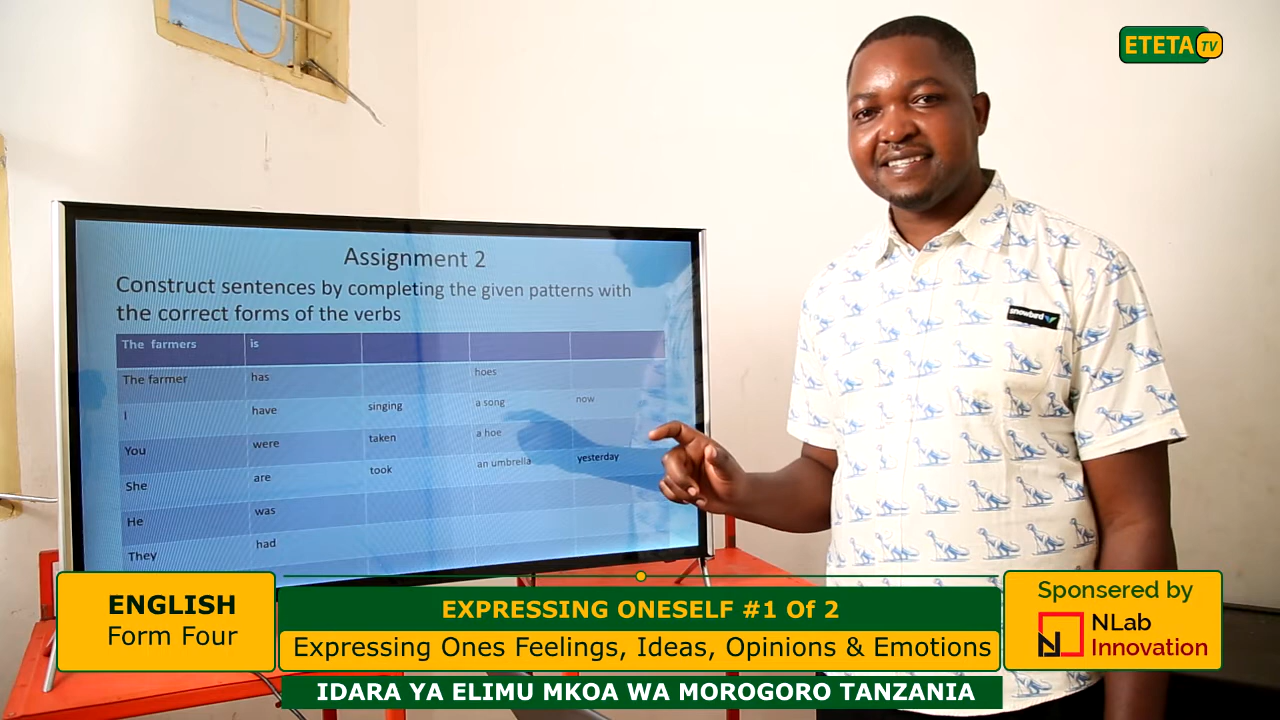 ETETA TV
Assignment 2
Construct sentences by completing the given patterns with
the correct forms of the verbs
The farmers is
The farmer has hoes
I have singing a song now
You were taken a hoe
She are took an umbrella yesterday
He was
They had
snowbird
ENGLISH
Form Four
EXPRESSING ONESELF #1 Of 2
Expressing Ones Feelings, Ideas, Opinions & Emotions
Sponsered by
NLab
Innovation
IDARA YA ELIMU MKOA WA MOROGORO TANZANIA